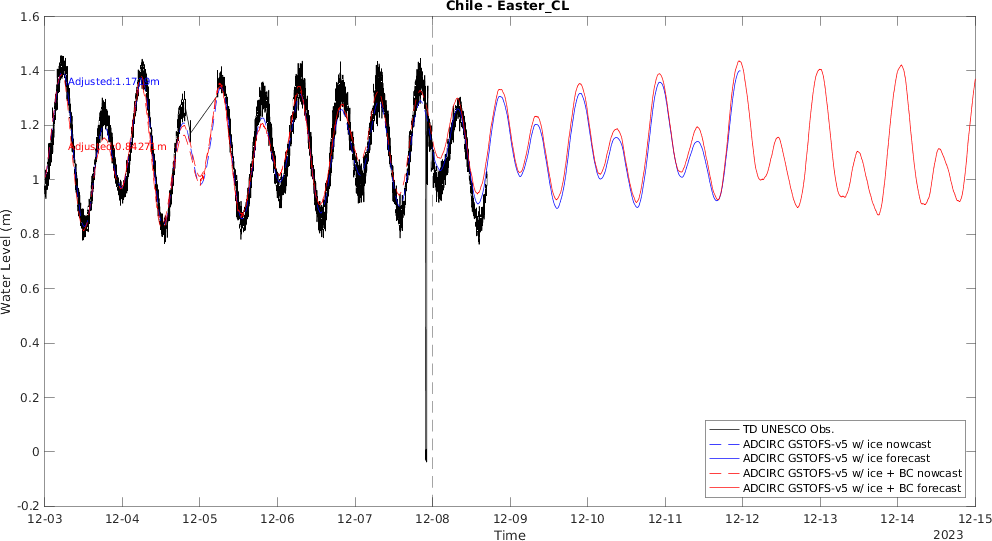 Chile - Easter_CL
1.6
1.4
1.2
1
0.8
0.6
0.4
0.2
0
-0.2
Water Level (m)
TD UNESCO Obs.
ADCIRC GSTOFS-v5 w/ ice nowcast
ADCIRC GSTOFS-v5 w/ ice forecast
ADCIRC GSTOFS-v5 w/ ice + BC nowcast
ADCIRC GSTOFS-v5 w/ ice + BC forecast
12-03 12-04 12-05 12-06 12-07 12-08 12-09 12-10 12-11 12-12 12-13 12-14 12-15
Time
2023